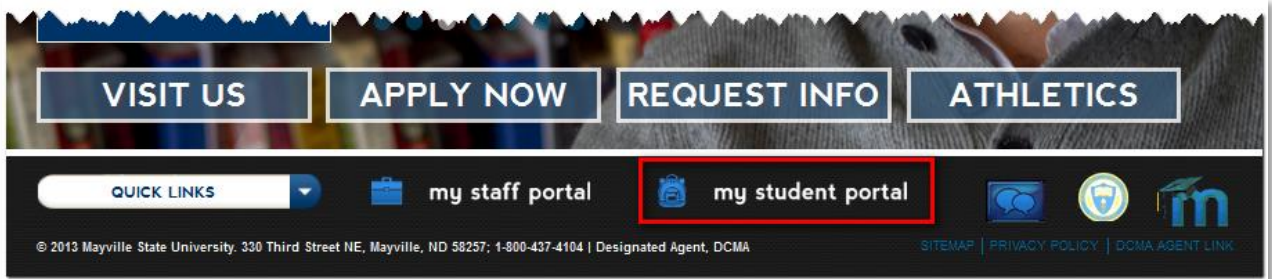 VISIT US
APPLY NOW
REQUEST INFO
ATHLETICS
QUICK LINKS
my staff portal
my student portal
m
© 2013 Mayville State University. 330 Third Street NE, Mayville, ND 58257; 1-800-437-4104 | Designated Agent, DCMA
SITEMAP | PRIVACY POLICY | DCMA AGENT LINK